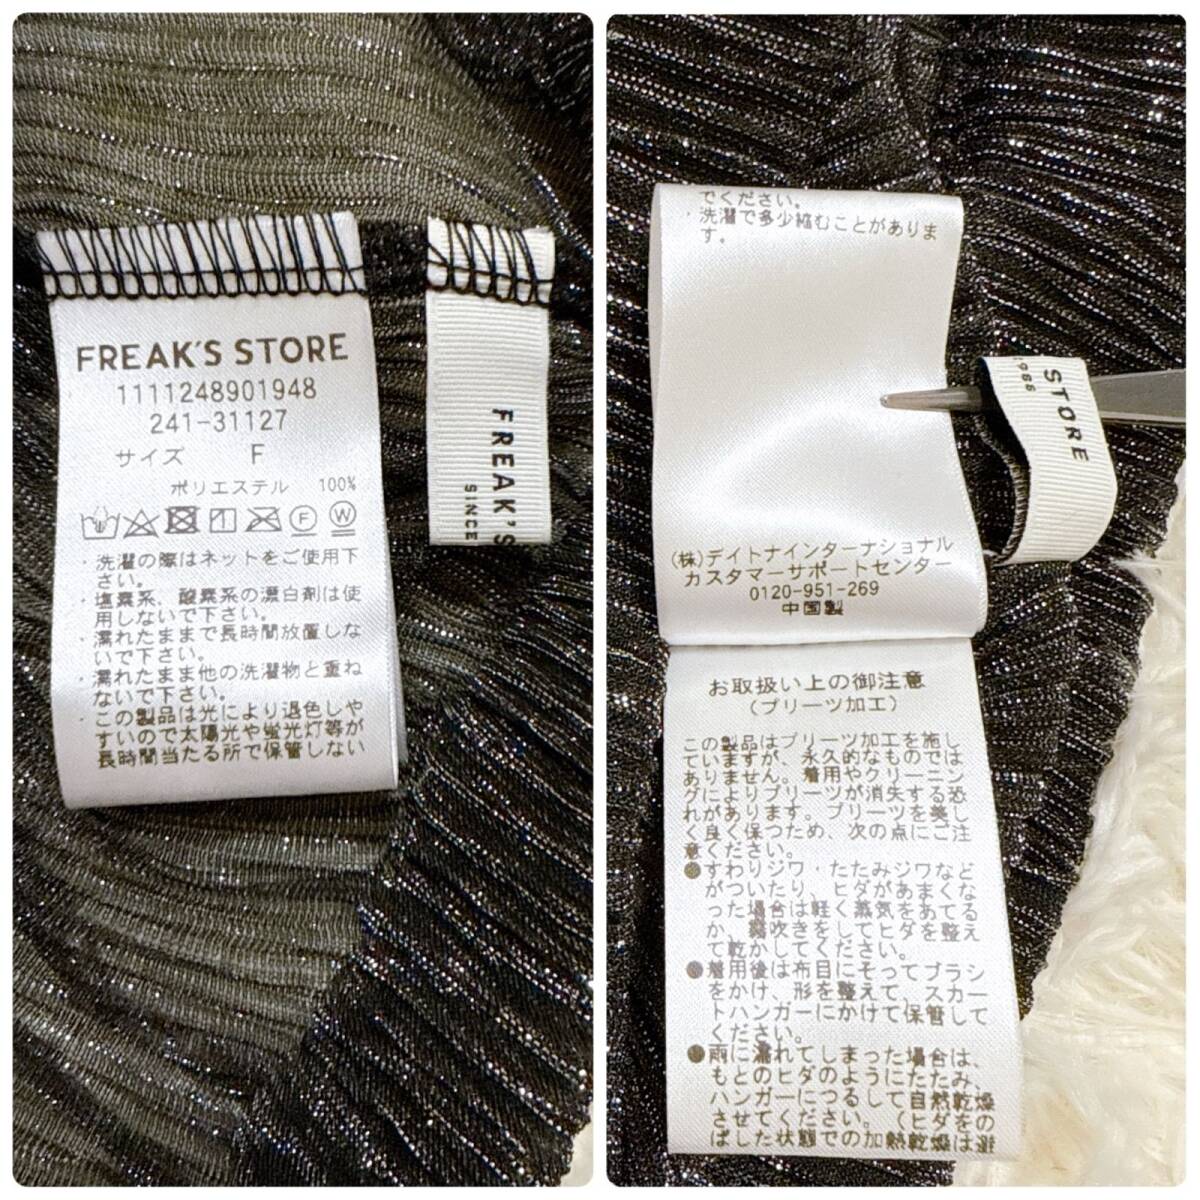 FREAK'S STORE
1111248901948
241-31127
サイズ F
ポリエステル 100%
F W
・洗濯の際はネットをご使用下
さい。
・塩素系、酸素系の漂白剤は使
用しないで下さい。
・濡れたままで長時間放置しな
いで下さい。
・濡れたまま他の洗濯物と重ね
ないで下さい。
・この製品は光により退色しや
すいので太陽光や蛍光灯等が
長時間当たる所で保管しない
FREAK'S
SINCE
でください。
・洗濯で多少縮むことがありま
す。
(株)デイトナインターナショナル
カスタマーサポートセンター
0120-951-269
中国製
STORE
1986
お取扱い上の御注意
(プリーツ加工)
この製品はプリーツ加工を施し
ていますが、永久的なものでは
ありません。着用やクリーニン
グによりプリーツが消失する恐
れがあります。プリーツを美し
く良く保つため、次の点にご注
意ください。
●すわりジワ・たたみジワなど
がついたり、ヒダがあまくな
った場合は軽く蒸気をあてる
か、霧吹きをしてヒダを整え
て乾かしてください。
●着用後は布目にそってブラシ
をかけ、形を整えて、スカー
トハンガーにかけて保管して
ください。
●雨に濡れてしまった場合は、
もとのヒダのようにたたみ、
ハンガーにつるして自然乾燥
させてください。(ヒダをの
ばした状態での加熱乾燥は避